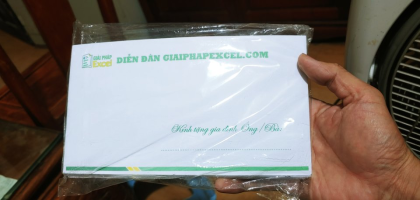 GIẢI PHÁP
EXCEL
DIỄN ĐÀN GIAIPHAPEXCEL.COM
Kính tặng gia đình Ông / Bà: